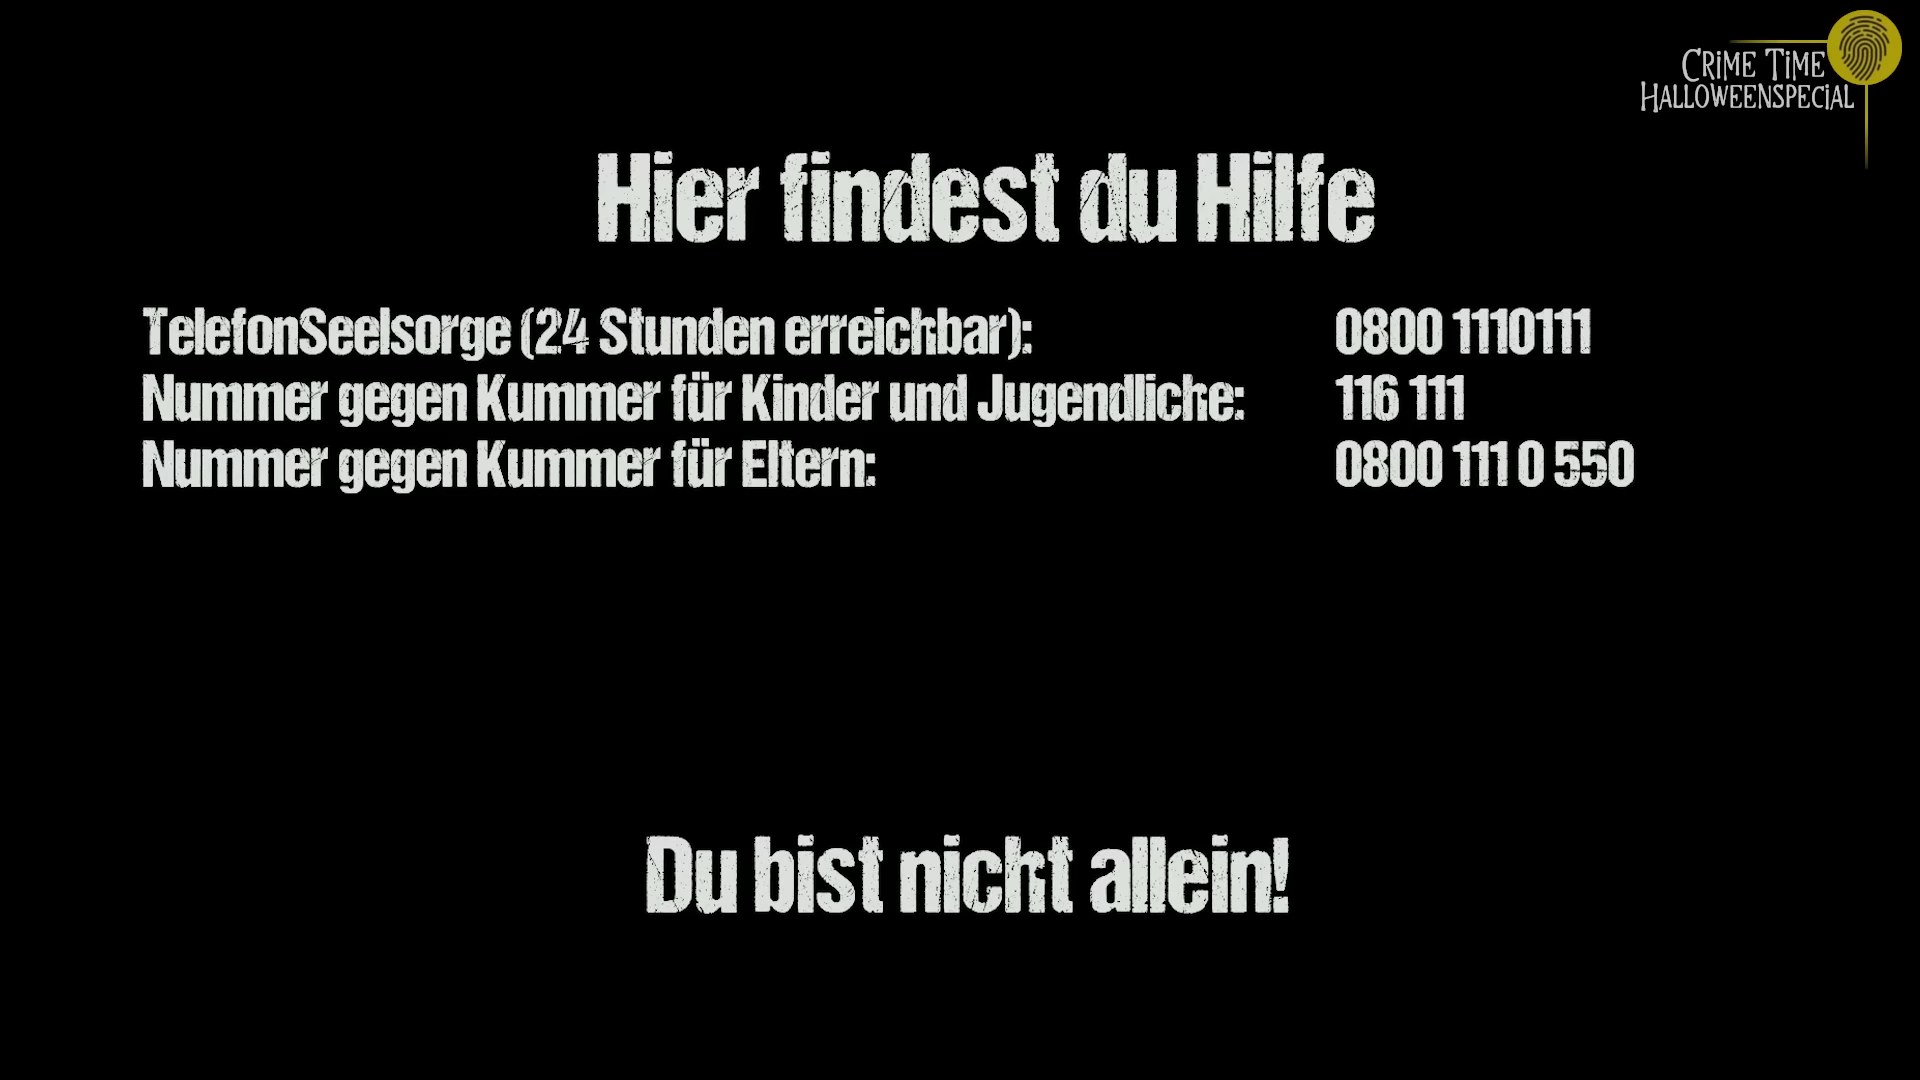 CRiME TiME
HALLOWEENSPECiAL
Hier findest du Hilfe
TelefonSeelsorge (24 Stunden erreichbar): 0800 1110111
Nummer gegen Kummer für Kinder und Jugendliche: 116 111
Nummer gegen Kummer für Eltern: 0800 111 0 550
Du bist nicht allein!